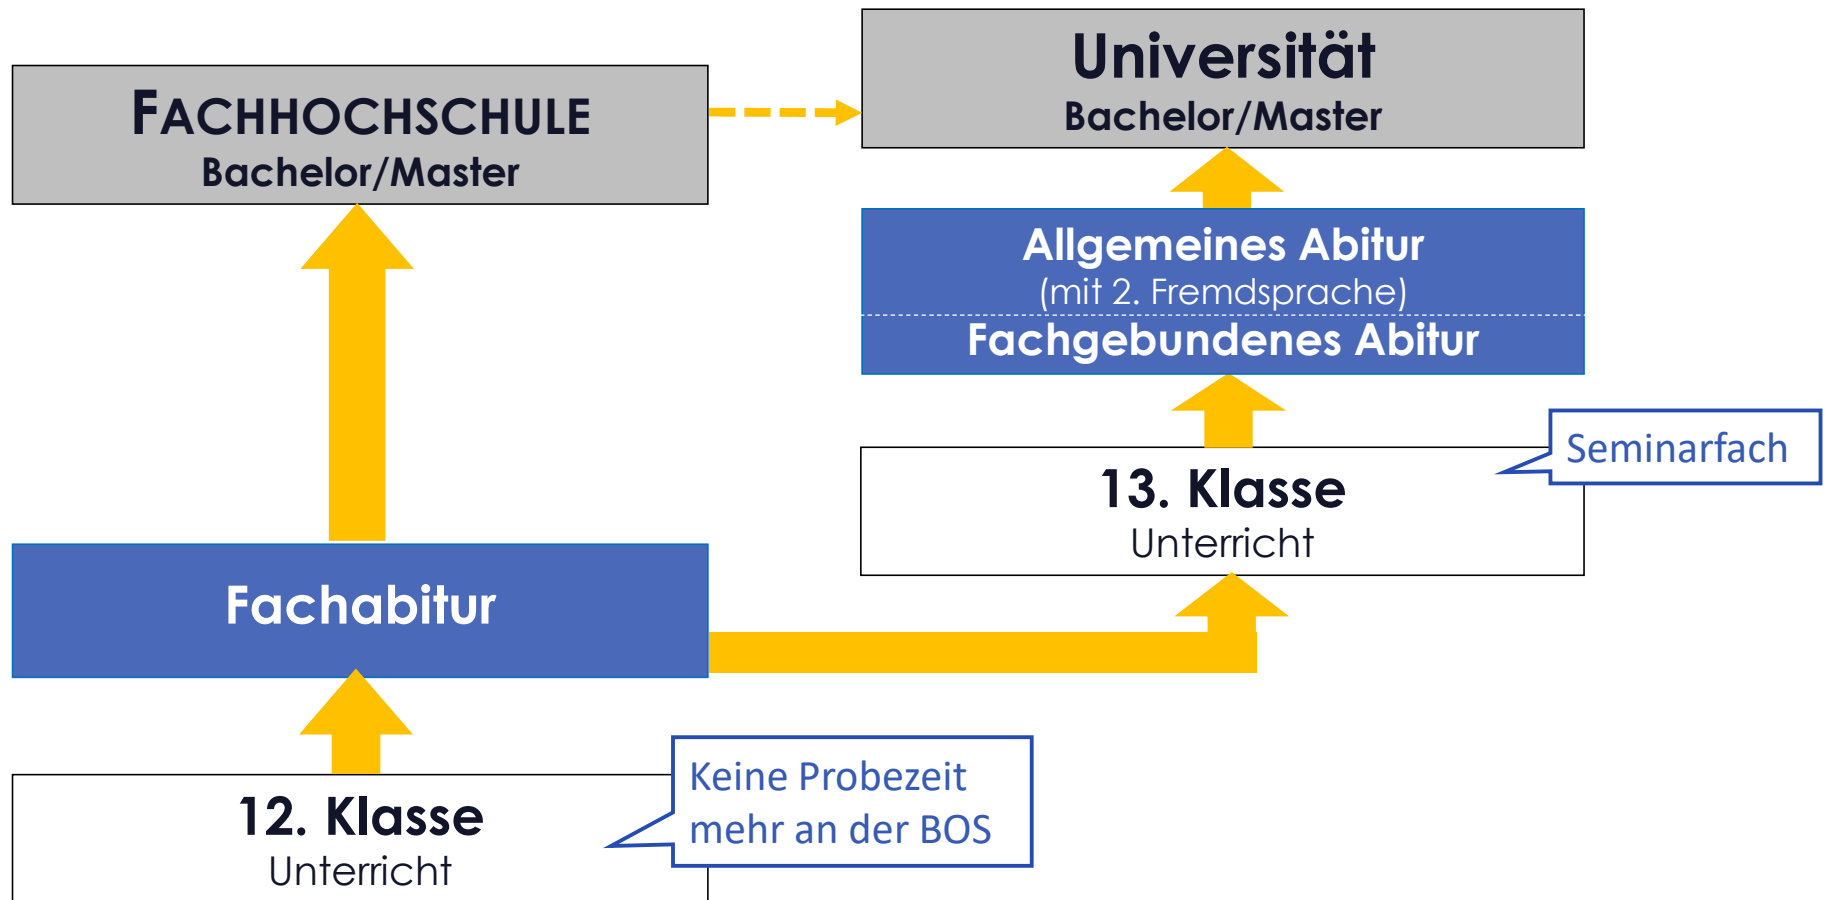 Universität
Bachelor/Master
FACHHOCHSCHULE
Bachelor/Master
Allgemeines Abitur
(mit 2. Fremdsprache)
Fachgebundenes Abitur
Seminarfach
13. Klasse
Unterricht
Fachabitur
Keine Probezeit
mehr an der BOS
12. Klasse
Unterricht